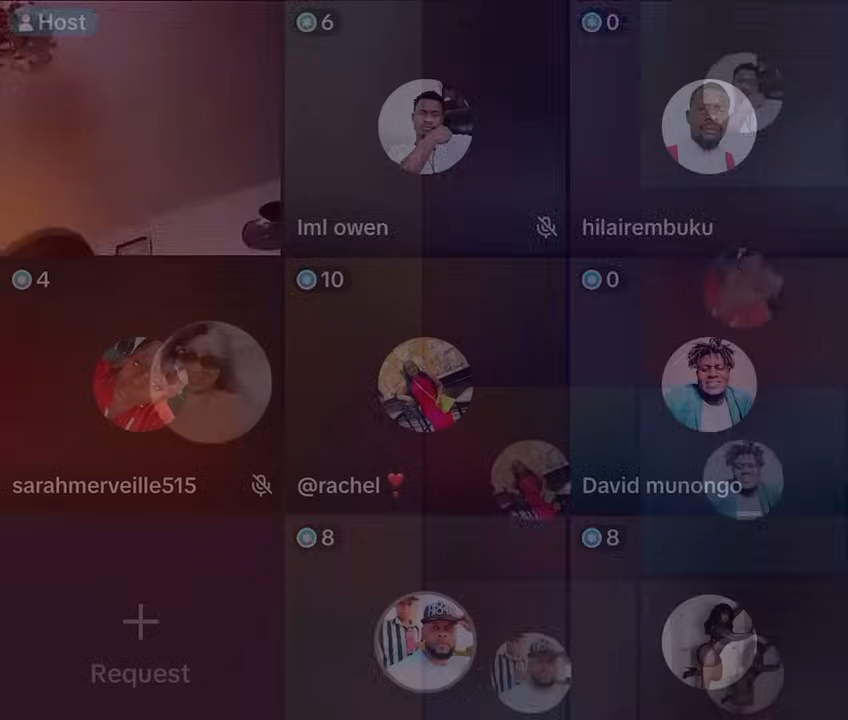 Host
6
0
Iml owen
hilairembuku
4
10
0
sarahmerveille515
@rachel ❣️
David munongo
8
8
Request